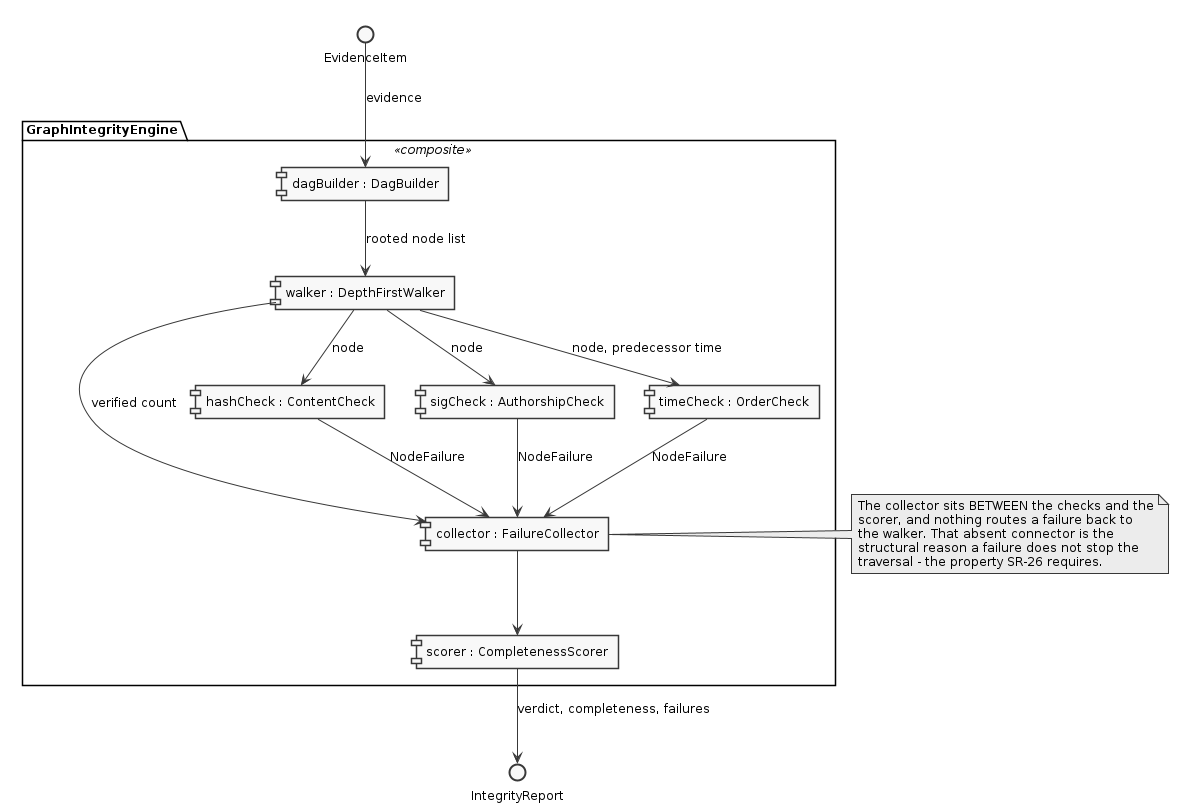 EvidenceItem
evidence
GraphIntegrityEngine
«composite»
dagBuilder : DagBuilder
rooted node list
walker : DepthFirstWalker
node
node
node, predecessor time
verified count
hashCheck : ContentCheck
sigCheck : AuthorshipCheck
timeCheck : OrderCheck
NodeFailure
NodeFailure
NodeFailure
collector : FailureCollector
The collector sits BETWEEN the checks and the
scorer, and nothing routes a failure back to
the walker. That absent connector is the
structural reason a failure does not stop the
traversal - the property SR-26 requires.
scorer : CompletenessScorer
verdict, completeness, failures
IntegrityReport